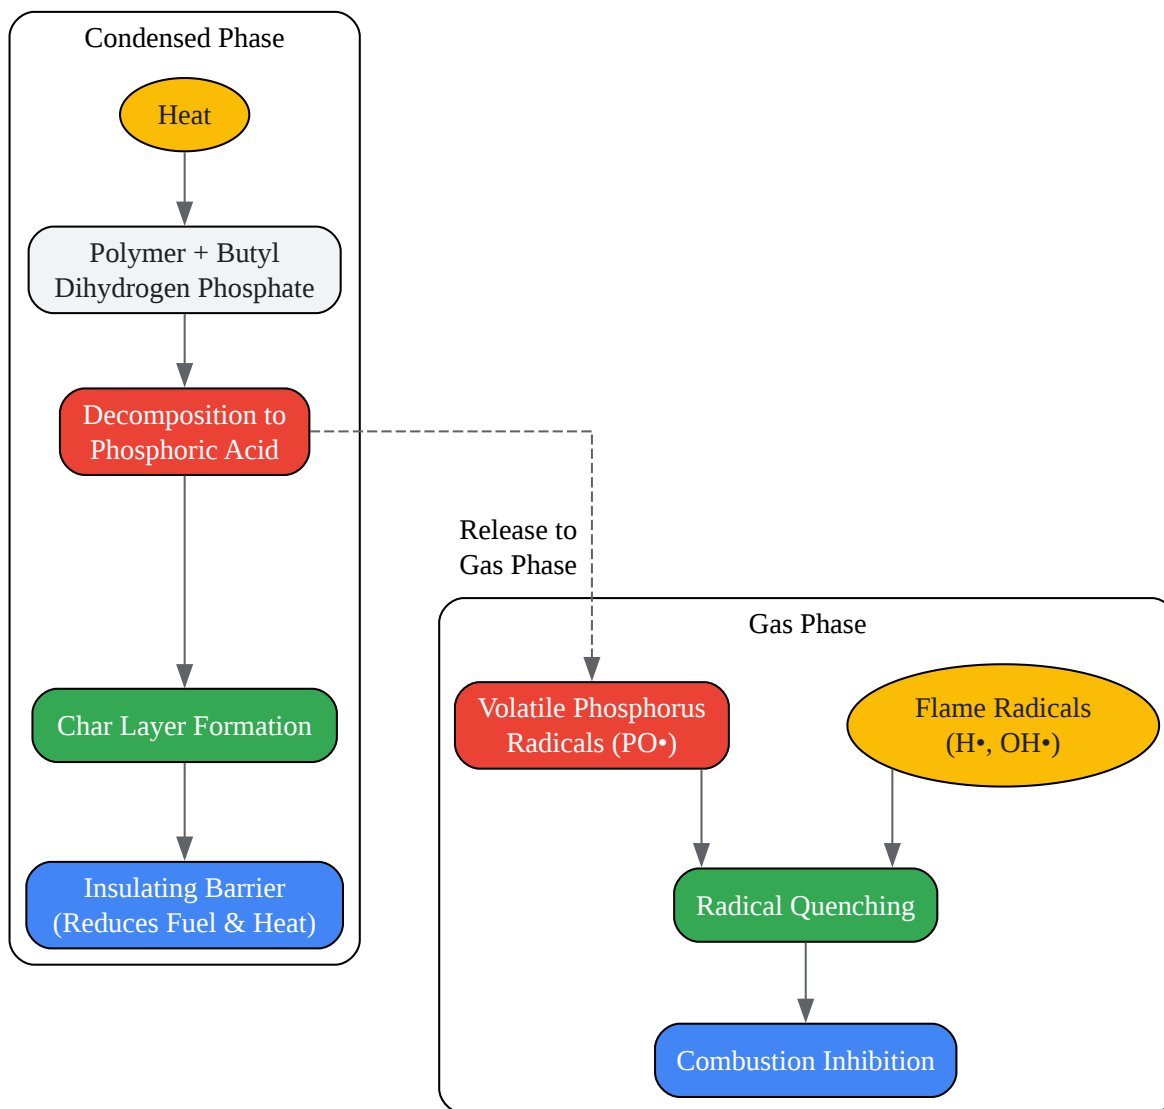 Condensed Phase
Heat
Polymer + Butyl
Dihydrogen Phosphate
Decomposition to
Phosphoric Acid
Release to
Gas Phase
Char Layer Formation
Insulating Barrier
(Reduces Fuel & Heat)
Gas Phase
Volatile Phosphorus
Radicals (PO•)
Flame Radicals
(H•, OH•)
Radical Quenching
Combustion Inhibition